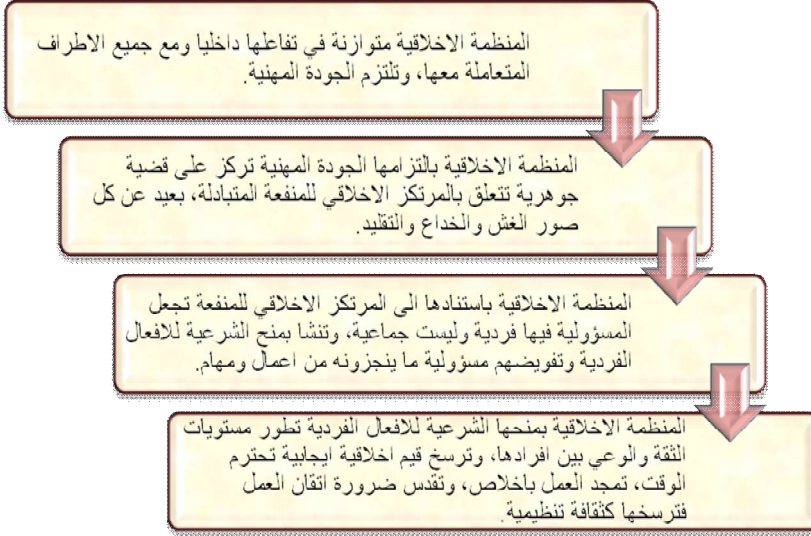 المنظمة الاخلاقية متوازنة في تفاعلها داخليا ومع جميع الاطراف
المتعاملة معها، وتلتزم الجودة المهنية.
المنظمة الاخلاقية بالتزامها الجودة المهنية تركز على قضية
جوهرية تتعلق بالمرتكز الاخلاقي للمنفعة المتبادلة، بعيد عن كل
صور الغش والخداع والتقليد.
المنظمة الاخلاقية باستنادها الى المرتكز الاخلاقي للمنفعة تجعل
المسؤولية فيها فردية وليست جماعية، وتنشا بمنح الشرعية للافعال
الفردية وتفويضهم مسؤولية ما ينجزونه من اعمال ومهام.
المنظمة الاخلاقية بمنحها الشرعية للافعال الفردية تطور مستويات
الثقة والوعي بين افرادها، وترسخ قيم اخلاقية ايجابية تحترم
الوقت، تمجد العمل باخلاص، وتقدس ضرورة اتقان العمل
فترسخها كثقافة تنظيمية.